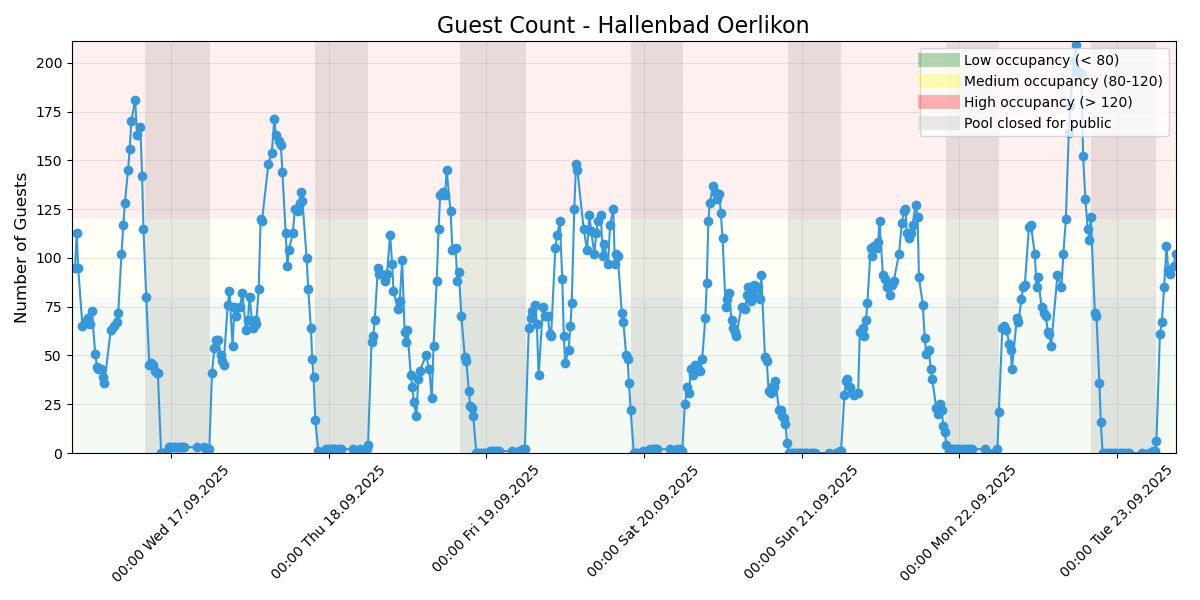 Guest Count - Hallenbad Oerlikon
Number of Guests
200
175
150
125
100
75
50
25
0
Low occupancy (< 80)
Medium occupancy (80-120)
High occupancy (> 120)
Pool closed for public
00:00 Wed 17.09.2025
00:00 Thu 18.09.2025
00:00 Fri 19.09.2025
00:00 Sat 20.09.2025
00:00 Sun 21.09.2025
00:00 Mon 22.09.2025
00:00 Tue 23.09.2025